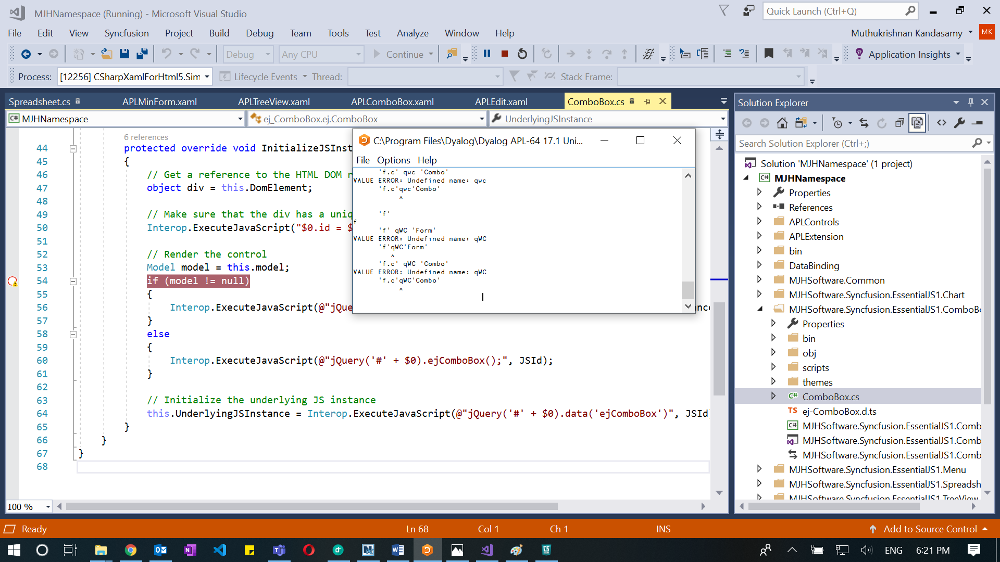 MJHNamespace (Running) - Microsoft Visual Studio
Quick Launch (Ctrl+Q)
File Edit View Syncfusion Project Build Debug Team Tools Test Analyze Window Help
Muthukrishnan Kandasamy MK
Debug Any CPU Continue Application Insights
Process: [12256] CSharpXamlForHtml5.Sim Lifecycle Events Thread: Stack Frame:
Spreadsheet.cs APLMinForm.xaml APLTreeView.xaml APLComboBox.xaml APLEdit.xaml ComboBox.cs
C# MJHNamespace ej_ComboBox.ej.ComboBox UnderlyingJSInstance
6 references
44 protected override void InitializeJSInst
45 {
46 // Get a reference to the HTML DOM
47 object div = this.DomElement;
48
49 // Make sure that the div has a uniq
50 Interop.ExecuteJavaScript("$0.id = $
51
52 // Render the control
53 Model model = this.model;
54 if (model != null)
55 {
56 Interop.ExecuteJavaScript(@"jQue
57 }
58 else
59 {
60 Interop.ExecuteJavaScript(@"jQuery('#' + $0).ejComboBox();", JSId);
61 }
62
63 // Initialize the underlying JS instance
64 this.UnderlyingJSInstance = Interop.ExecuteJavaScript(@"jQuery('#' + $0).data('ejComboBox')", JSId
65 }
66 }
67 }
68
100 %
C:\Program Files\Dyalog\Dyalog APL-64 17.1 Uni...
File Options Help
'f.c' qwc 'Combo'
VALUE ERROR: Undefined name: qwc
'f.c'qwc'Combo'
^
'f'
f
'f' qWC 'Form'
VALUE ERROR: Undefined name: qWC
'f'qWC'Form'
^
'f.c' qWC 'Combo'
VALUE ERROR: Undefined name: qWC
'f.c'qWC'Combo'
^
Solution Explorer
Search Solution Explorer (Ctrl+;)
Solution 'MJHNamespace' (1 project)
C# MJHNamespace
Properties
References
APLControls
APLExtension
bin
DataBinding
MJHSoftware.Common
MJHSoftware.Syncfusion.EssentialJS1.Chart
MJHSoftware.Syncfusion.EssentialJS1.ComboBo
Properties
bin
obj
scripts
themes
C# ComboBox.cs
TS ej-ComboBox.d.ts
C# MJHSoftware.Syncfusion.EssentialJS1.Comb
MJHSoftware.Syncfusion.EssentialJS1.Comb
MJHSoftware.Syncfusion.EssentialJS1.Comb
MJHSoftware.Syncfusion.EssentialJS1.Menu
MJHSoftware.Syncfusion.EssentialJS1.Spreadsh
MJHSoftware.Syncfusion.EssentialJS1.TreeView
Ready Ln 68 Col 1 Ch 1 INS Add to Source Control
ENG 6:21 PM